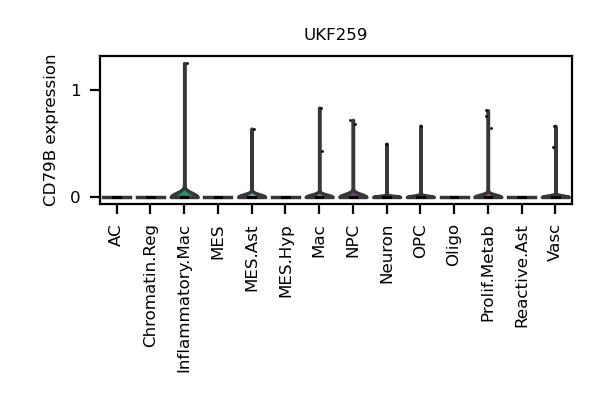 UKF259
CD79B expression
1
0
AC
Chromatin.Reg
Inflammatory.Mac
MES
MES.Ast
MES.Hyp
Mac
NPC
Neuron
OPC
Oligo
Prolif.Metab
Reactive.Ast
Vasc